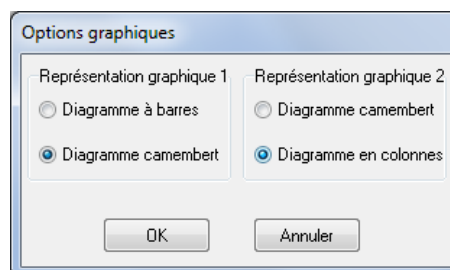 Options graphiques
Représentation graphique 1
Diagramme à barres
Diagramme camembert
Représentation graphique 2
Diagramme camembert
Diagramme en colonnes
OK
Annuler